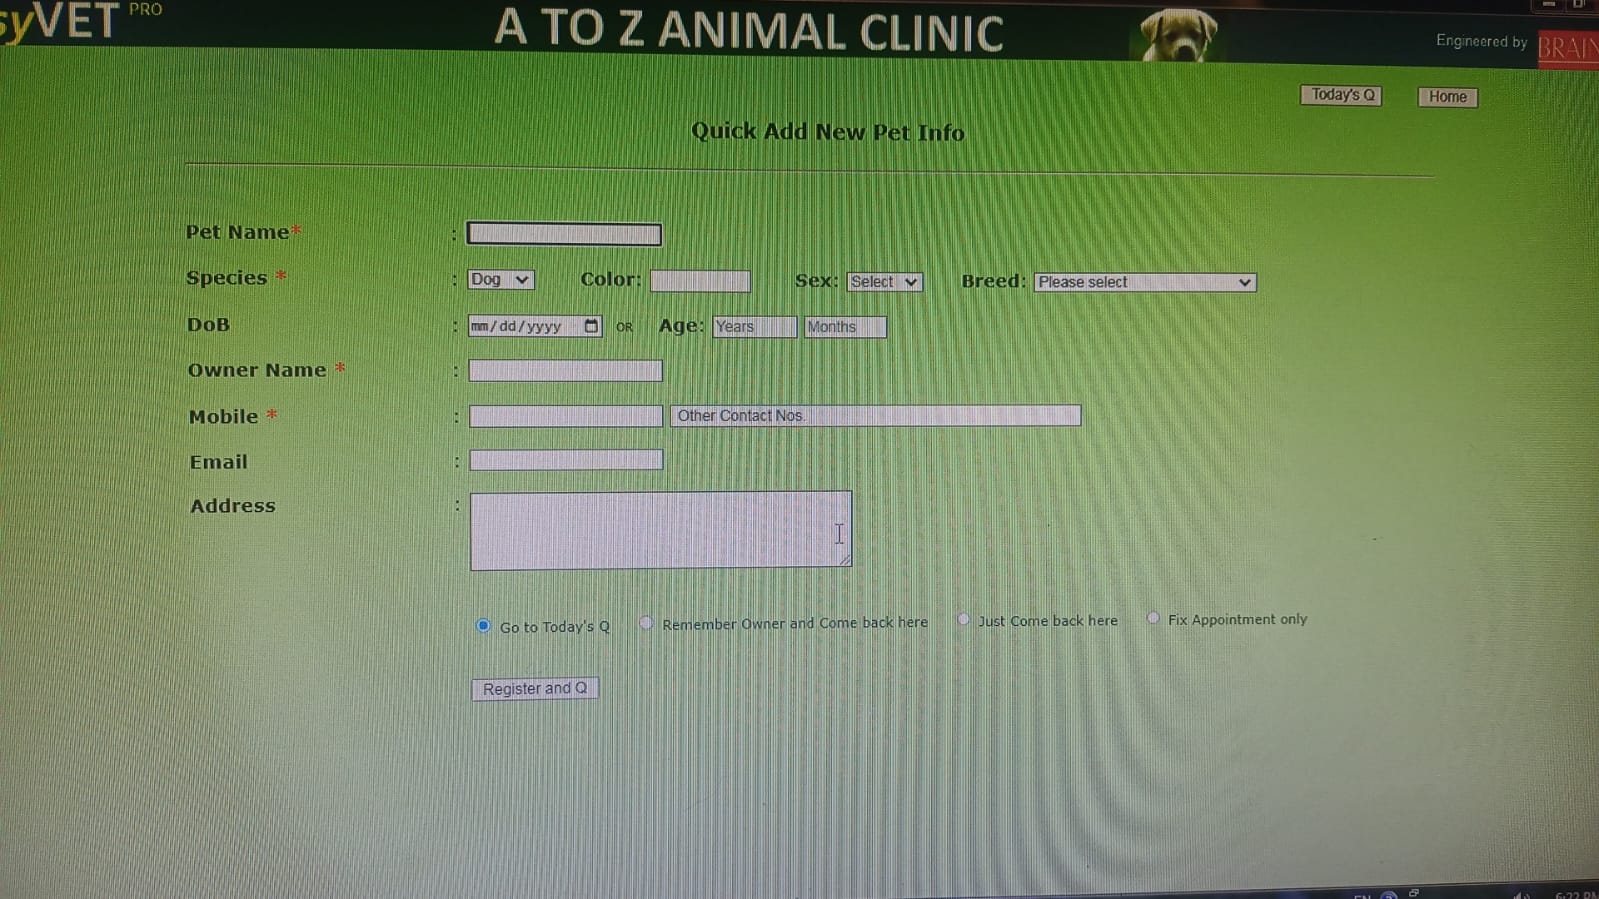 syVET PRO
A TO Z ANIMAL CLINIC
Engineered by BRAIN
Today's Q Home
Quick Add New Pet Info
Pet Name* :
Species * : Dog Color: Sex: Select Breed: Please select
DoB : mm/dd/yyyy OR Age: Years Months
Owner Name * :
Mobile * : Other Contact Nos.
Email :
Address :
Go to Today's Q Remember Owner and Come back here Just Come back here Fix Appointment only
Register and Q